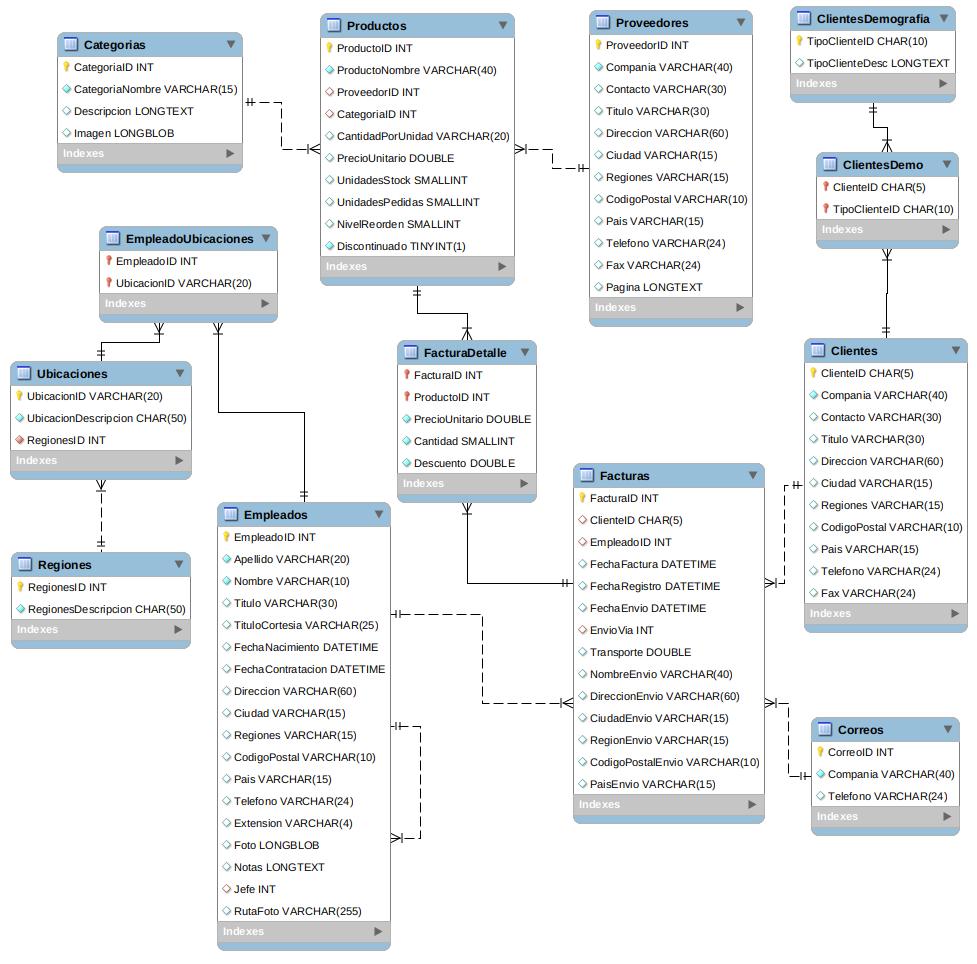 Categorias
CategoriaID INT
CategoriaNombre VARCHAR(15)
Descripcion LONGTEXT
Imagen LONGBLOB
Indexes
Productos
ProductoID INT
ProductoNombre VARCHAR(40)
ProveedorID INT
CategoriaID INT
CantidadPorUnidad VARCHAR(20)
PrecioUnitario DOUBLE
UnidadesStock SMALLINT
UnidadesPedidas SMALLINT
NivelReorden SMALLINT
Discontinuado TINYINT(1)
Indexes
Proveedores
ProveedorID INT
Compania VARCHAR(40)
Contacto VARCHAR(30)
Titulo VARCHAR(30)
Direccion VARCHAR(60)
Ciudad VARCHAR(15)
Regiones VARCHAR(15)
CodigoPostal VARCHAR(10)
Pais VARCHAR(15)
Telefono VARCHAR(24)
Fax VARCHAR(24)
Pagina LONGTEXT
Indexes
ClientesDemografia
TipoClienteID CHAR(10)
TipoClienteDesc LONGTEXT
Indexes
ClientesDemo
ClienteID CHAR(5)
TipoClienteID CHAR(10)
Indexes
EmpleadoUbicaciones
EmpleadoID INT
UbicacionID VARCHAR(20)
Indexes
Ubicaciones
UbicacionID VARCHAR(20)
UbicacionDescripcion CHAR(50)
RegionesID INT
Indexes
Regiones
RegionesID INT
RegionesDescripcion CHAR(50)
Indexes
FacturaDetalle
FacturaID INT
ProductoID INT
PrecioUnitario DOUBLE
Cantidad SMALLINT
Descuento DOUBLE
Indexes
Clientes
ClienteID CHAR(5)
Compania VARCHAR(40)
Contacto VARCHAR(30)
Titulo VARCHAR(30)
Direccion VARCHAR(60)
Ciudad VARCHAR(15)
Regiones VARCHAR(15)
CodigoPostal VARCHAR(10)
Pais VARCHAR(15)
Telefono VARCHAR(24)
Fax VARCHAR(24)
Indexes
Empleados
EmpleadoID INT
Apellido VARCHAR(20)
Nombre VARCHAR(10)
Titulo VARCHAR(30)
TituloCortesia VARCHAR(25)
FechaNacimiento DATETIME
FechaContratacion DATETIME
Direccion VARCHAR(60)
Ciudad VARCHAR(15)
Regiones VARCHAR(15)
CodigoPostal VARCHAR(10)
Pais VARCHAR(15)
Telefono VARCHAR(24)
Extension VARCHAR(4)
Foto LONGBLOB
Notas LONGTEXT
Jefe INT
RutaFoto VARCHAR(255)
Indexes
Facturas
FacturaID INT
ClienteID CHAR(5)
EmpleadoID INT
FechaFactura DATETIME
FechaRegistro DATETIME
FechaEnvio DATETIME
EnvioVia INT
Transporte DOUBLE
NombreEnvio VARCHAR(40)
DireccionEnvio VARCHAR(60)
CiudadEnvio VARCHAR(15)
RegionEnvio VARCHAR(15)
CodigoPostalEnvio VARCHAR(10)
PaisEnvio VARCHAR(15)
Indexes
Correos
CorreoID INT
Compania VARCHAR(40)
Telefono VARCHAR(24)
Indexes